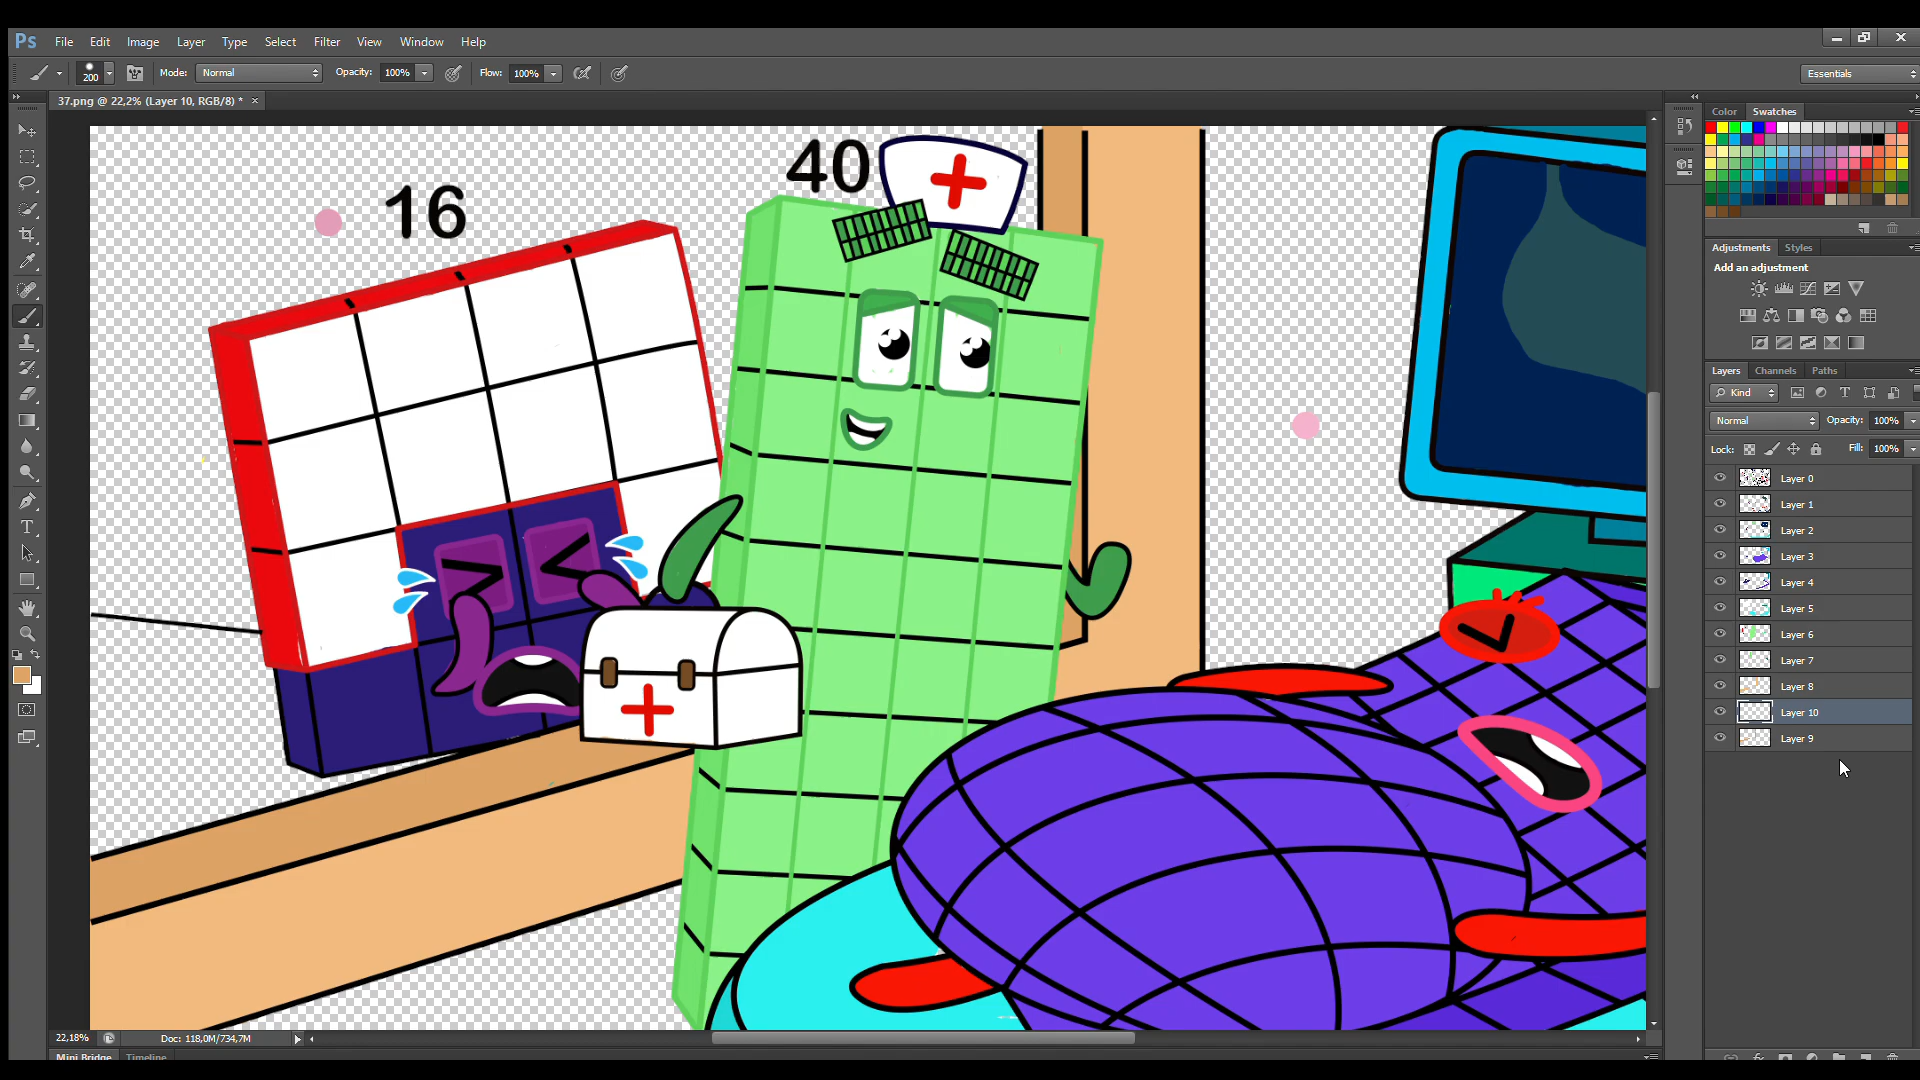 Ps File Edit Image Layer Type Select Filter View Window Help
200 Mode: Normal Opacity: 100% Flow: 100% Essentials
37.png @ 22,2% (Layer 10, RGB/8) *
Color Swatches
Adjustments Styles
Add an adjustment
Layers Channels Paths
Kind
Normal Opacity: 100%
Lock: Fill: 100%
Layer 0
Layer 1
Layer 2
Layer 3
Layer 4
Layer 5
Layer 6
Layer 7
Layer 8
Layer 10
Layer 9
40
16
22,18% Doc: 118,0M/734,7M
Mini Bridge Timeline